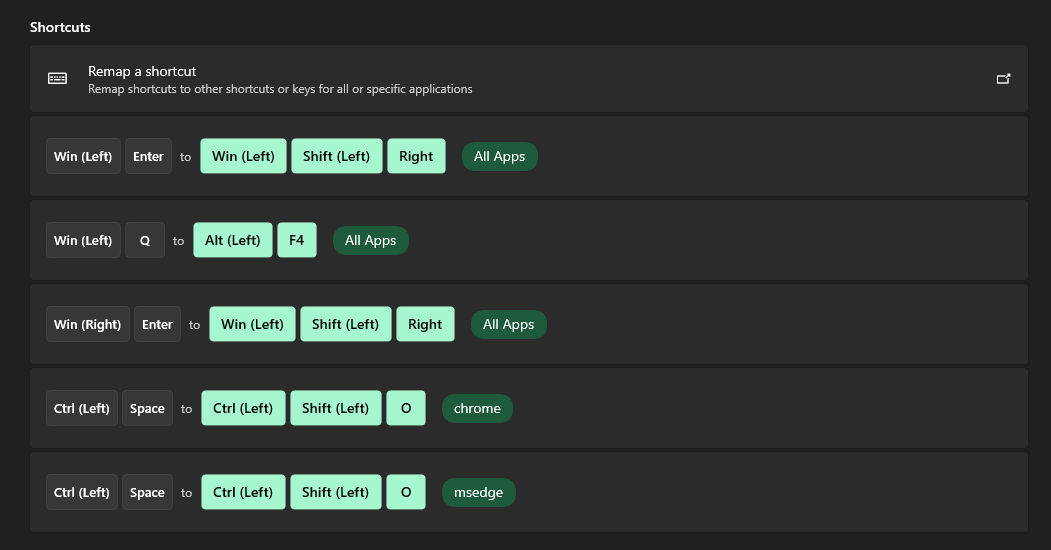 Shortcuts
Remap a shortcut
Remap shortcuts to other shortcuts or keys for all or specific applications
Win (Left) Enter to Win (Left) Shift (Left) Right All Apps
Win (Left) Q to Alt (Left) F4 All Apps
Win (Right) Enter to Win (Left) Shift (Left) Right All Apps
Ctrl (Left) Space to Ctrl (Left) Shift (Left) O chrome
Ctrl (Left) Space to Ctrl (Left) Shift (Left) O msedge